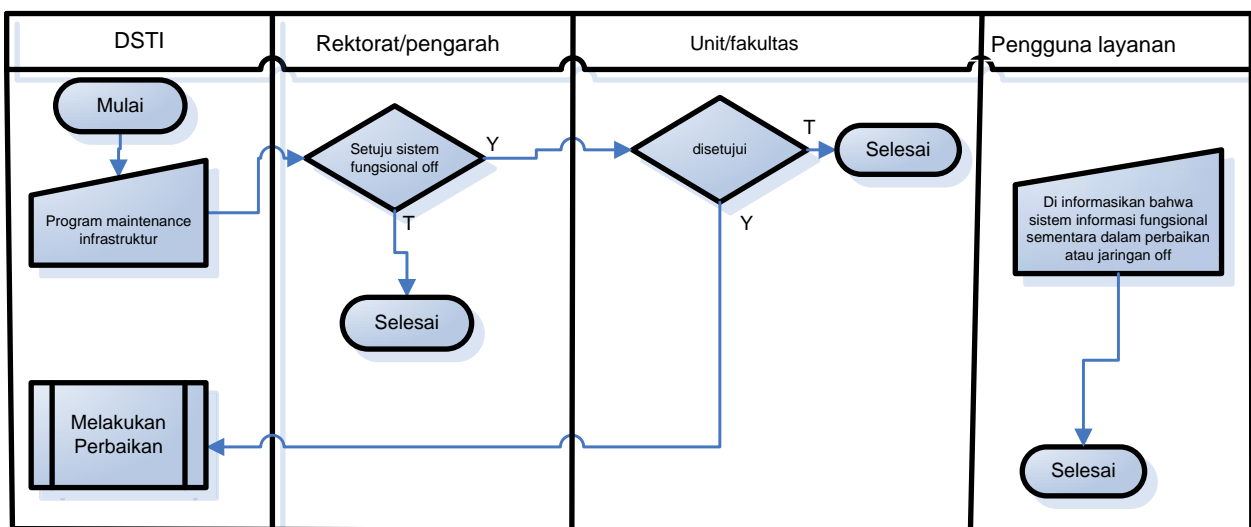 DSTI
Rektorat/pengarah
Unit/fakultas
Pengguna layanan
Mulai
Program maintenance
infrastruktur
Setuju sistem
fungsional off
Y
T
Selesai
disetujui
T
Y
Selesai
Di informasikan bahwa
sistem informasi fungsional
sementara dalam perbaikan
atau jaringan off
Melakukan
Perbaikan
Selesai